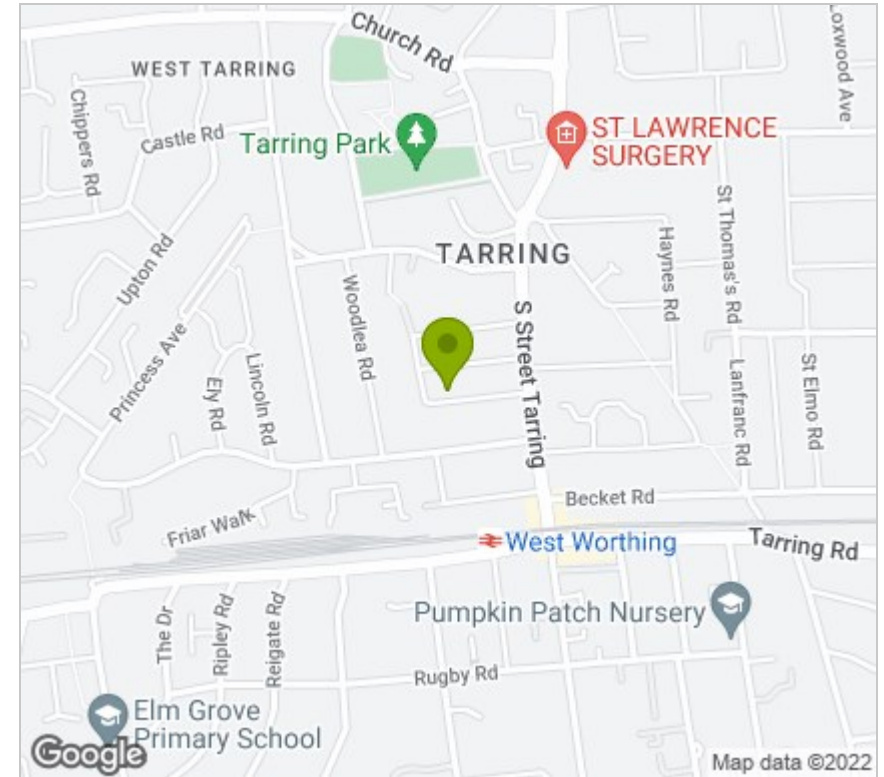 Church Rd
Loxwood Ave
WEST TARRING
Chippers Rd
Castle Rd
Tarring Park
ST LAWRENCE
SURGERY
Upton Rd
TARRING
Haynes Rd
St Thomas's Rd
Woodlea Rd
S Street Tarring
Princess Ave
Ely Rd
Lincoln Rd
Lanfranc Rd
St Elmo Rd
Becket Rd
Friar Walk
West Worthing
Tarring Rd
The Dr
Ripley Rd
Reigate Rd
Pumpkin Patch Nursery
Rugby Rd
Elm Grove
Primary School
Google
Map data ©2022